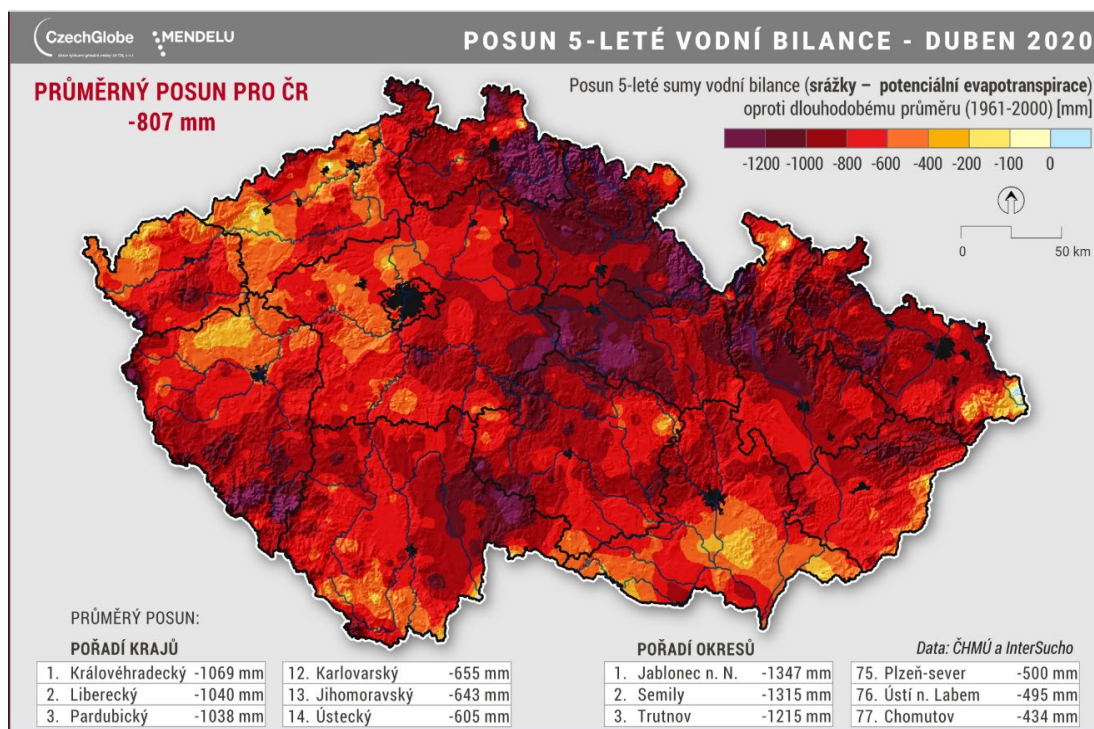 CzechGlobe
MENDELU
POSUN 5-LETÉ VODNÍ BILANCE - DUBEN 2020
PRŮMĚRNÝ POSUN PRO ČR
-807 mm
Posun 5-leté sumy vodní bilance (srážky – potenciální evapotranspirace)
oproti dlouhodobému průměru (1961-2000) [mm]
-1200 -1000 -800 -600 -400 -200 -100 0
0 50 km
PRŮMĚRÝ POSUN:
POŘADÍ KRAJŮ
1. Královéhradecký -1069 mm
2. Liberecký -1040 mm
3. Pardubický -1038 mm
12. Karlovarský -655 mm
13. Jihomoravský -643 mm
14. Ústecký -605 mm
POŘADÍ OKRESŮ
Data: ČHMÚ a InterSucho
1. Jablonec n. N. -1347 mm
2. Semily -1315 mm
3. Trutnov -1215 mm
75. Plzeň-sever -500 mm
76. Ústí n. Labem -495 mm
77. Chomutov -434 mm